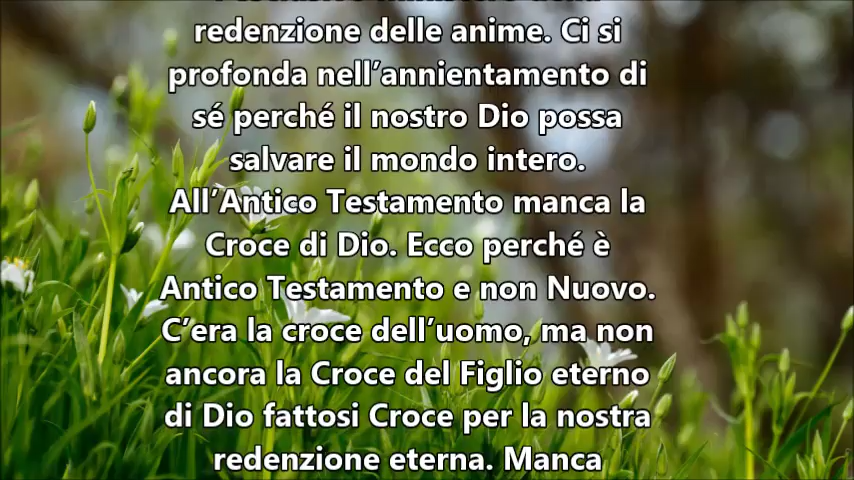 redenzione delle anime. Ci si
profonda nell’annientamento di
sé perché il nostro Dio possa
salvare il mondo intero.
All’Antico Testamento manca la
Croce di Dio. Ecco perché è
Antico Testamento e non Nuovo.
C’era la croce dell’uomo, ma non
ancora la Croce del Figlio eterno
di Dio fattosi Croce per la nostra
redenzione eterna. Manca